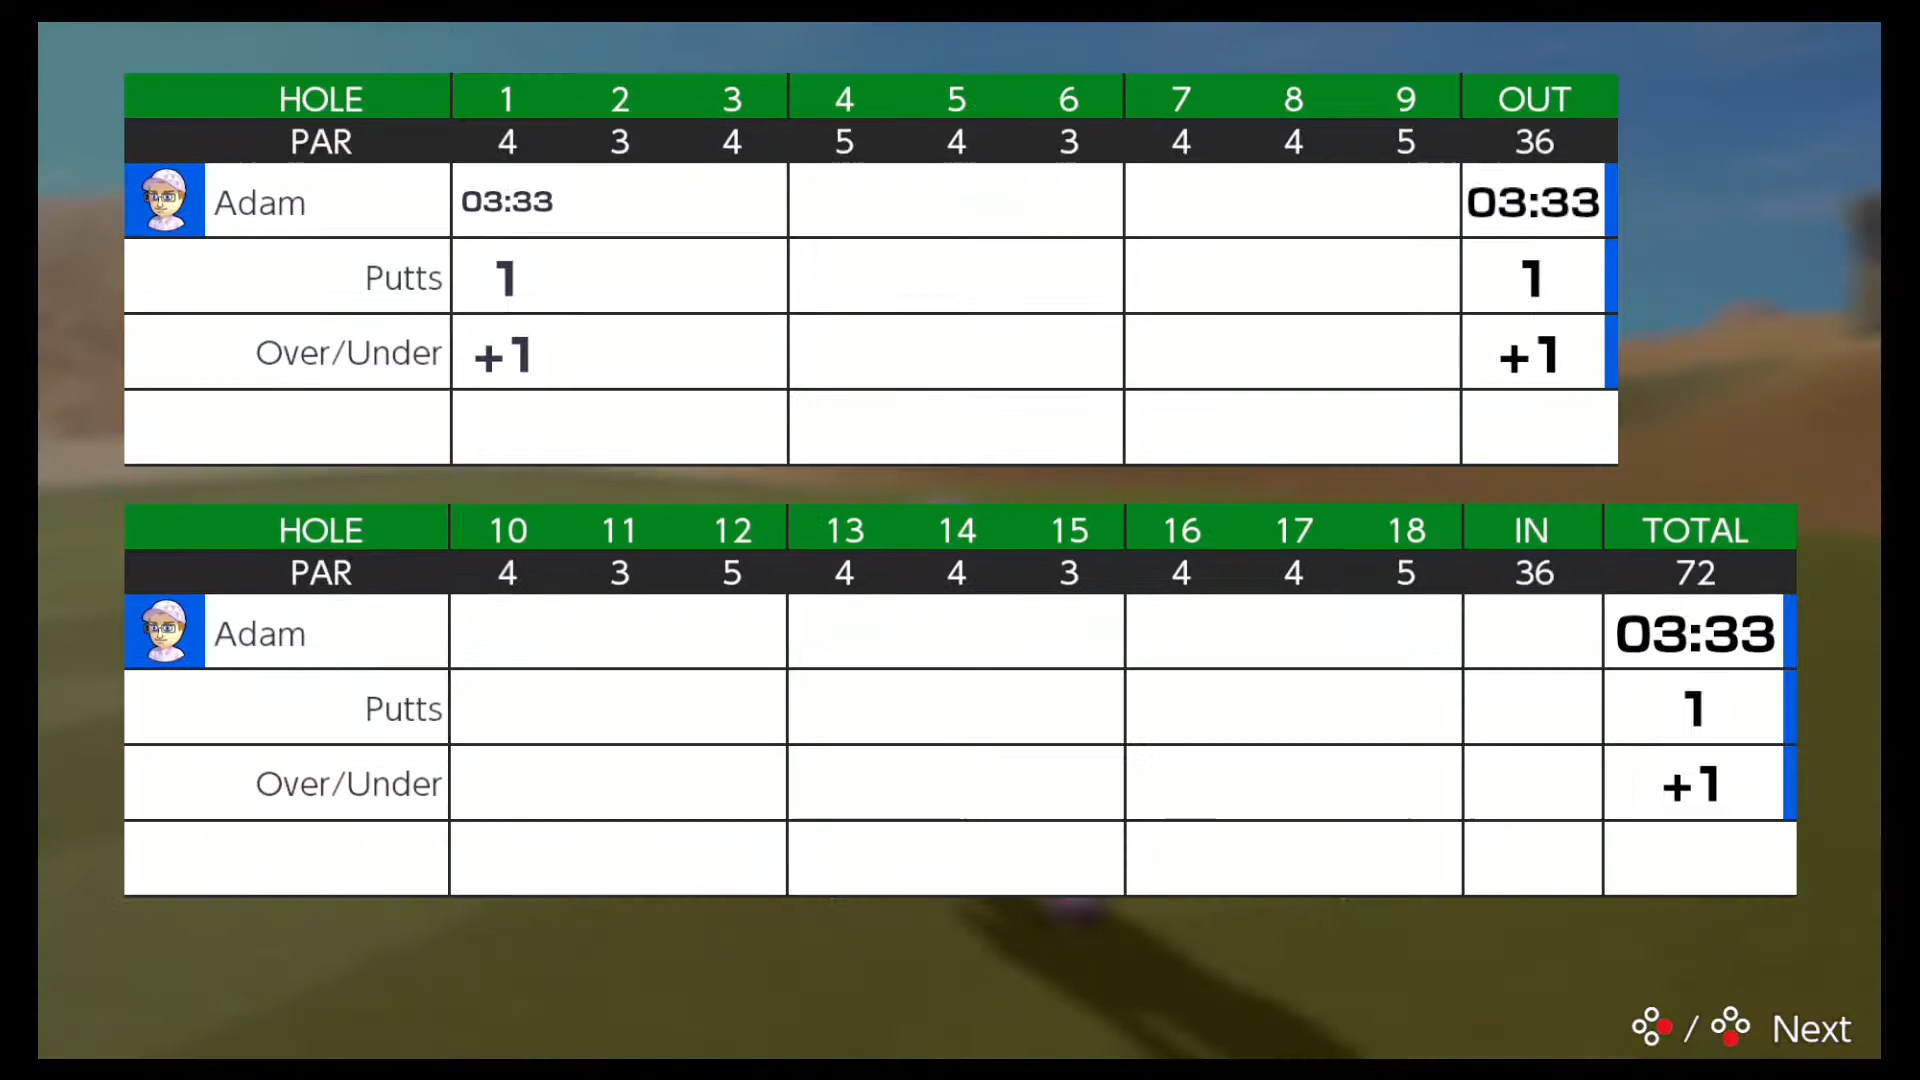 HOLE 1 2 3 4 5 6 7 8 9 OUT
PAR 4 3 4 5 4 3 4 4 5 36
Adam 03:33 03:33
Putts 1 1
Over/Under +1 +1
HOLE 10 11 12 13 14 15 16 17 18 IN TOTAL
PAR 4 3 5 4 4 3 4 4 5 36 72
Adam 03:33
Putts 1
Over/Under +1
/ Next